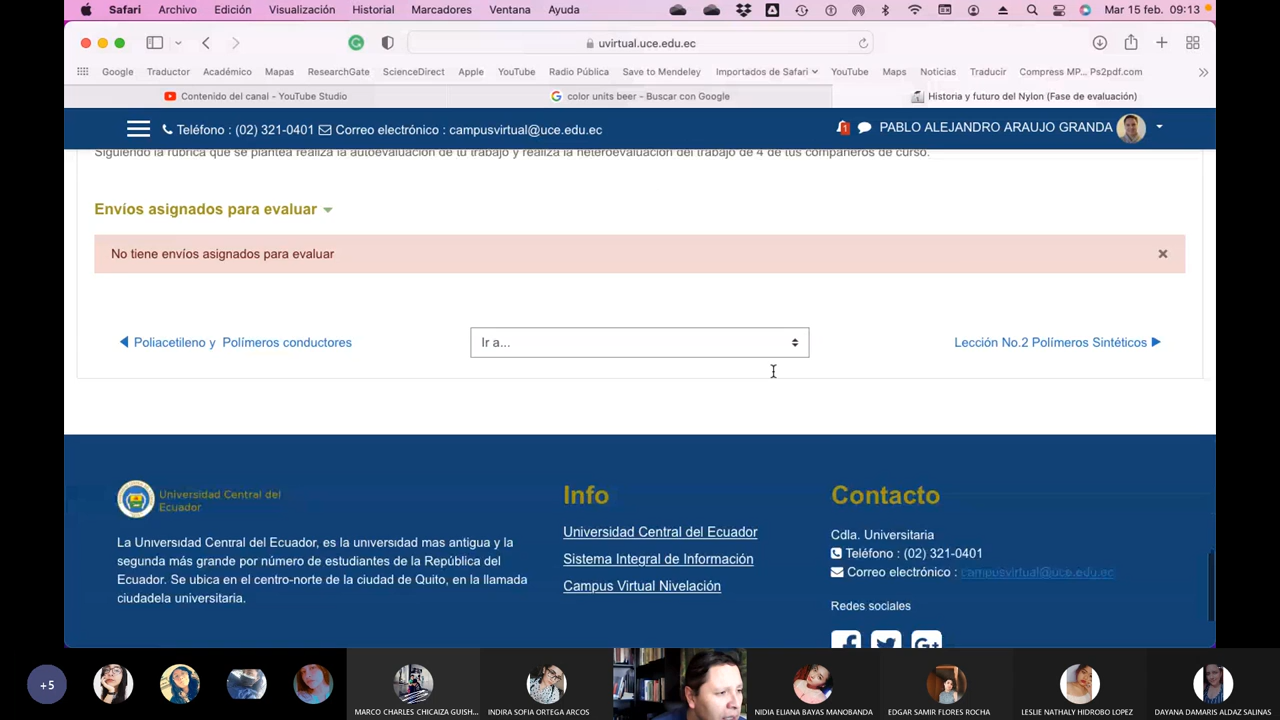 Safari Archivo Edición Visualización Historial Marcadores Ventana Ayuda Mar 15 feb. 09:13
uvirtual.uce.edu.ec
Google Traductor Académico Mapas ResearchGate ScienceDirect Apple YouTube Radio Pública Save to Mendeley Importados de Safari YouTube Maps Noticias Traducir Compress MP... Ps2pdf.com
Contenido del canal - YouTube Studio color units beer - Buscar con Google Historia y futuro del Nylon (Fase de evaluación)
Teléfono : (02) 321-0401 Correo electrónico : campusvirtual@uce.edu.ec 1 PABLO ALEJANDRO ARAUJO GRANDA
Siguiendo la rúbrica que se plantea realiza la autoevaluación de tu trabajo y realiza la heteroevaluación del trabajo de 4 de tus compañeros de curso.
Envíos asignados para evaluar
No tiene envíos asignados para evaluar ×
Poliacetileno y Polímeros conductores Ir a... Lección No.2 Polímeros Sintéticos
Universidad Central del
Ecuador
La Universidad Central del Ecuador, es la universidad mas antigua y la
segunda más grande por número de estudiantes de la República del
Ecuador. Se ubica en el centro-norte de la ciudad de Quito, en la llamada
ciudadela universitaria.
Info
Universidad Central del Ecuador
Sistema Integral de Información
Campus Virtual Nivelación
Contacto
Cdla. Universitaria
Teléfono : (02) 321-0401
Correo electrónico : campusvirtual@uce.edu.ec
Redes sociales
+5
MARCO CHARLES CHICAIZA GUISH... INDIRA SOFIA ORTEGA ARCOS NIDIA ELIANA BAYAS MANOBANDA EDGAR SAMIR FLORES ROCHA LESLIE NATHALY HIDROBO LOPEZ DAYANA DAMARIS ALDAZ SALINAS